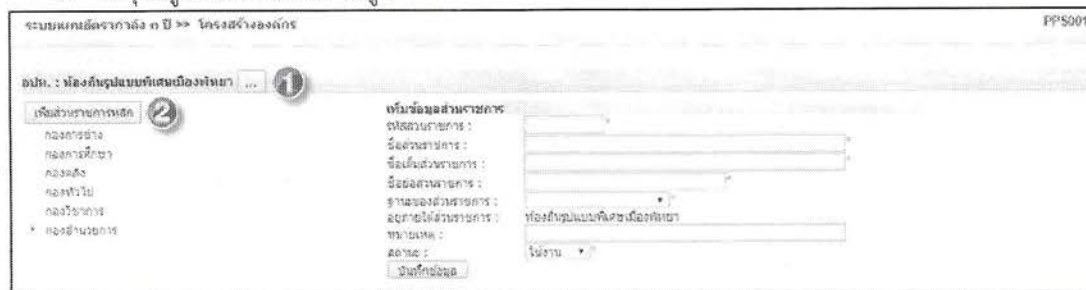 ระบบแผนอัตรากำลัง ๓ ปี >> โครงสร้างองค์กร
PPS001
อปท. : ท้องถิ่นรูปแบบพิเศษเมืองพัทยา ... 1
เพิ่มส่วนราชการหลัก 2
กองการช่าง
กองการศึกษา
กองคลัง
กองทั่วไป
กองวิชาการ
กองอำนวยการ
เพิ่มข้อมูลส่วนราชการ
รหัสส่วนราชการ : *
ชื่อส่วนราชการ : *
ชื่อเต็มส่วนราชการ : *
ชื่อย่อส่วนราชการ : *
ฐานะของส่วนราชการ : *
อยู่ภายใต้ส่วนราชการ : ท้องถิ่นรูปแบบพิเศษเมืองพัทยา
หมายเหตุ :
สถานะ : ใช้งาน *
บันทึกข้อมูล